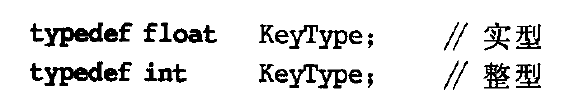 typedef float KeyType; // 实型
typedef int KeyType; // 整型